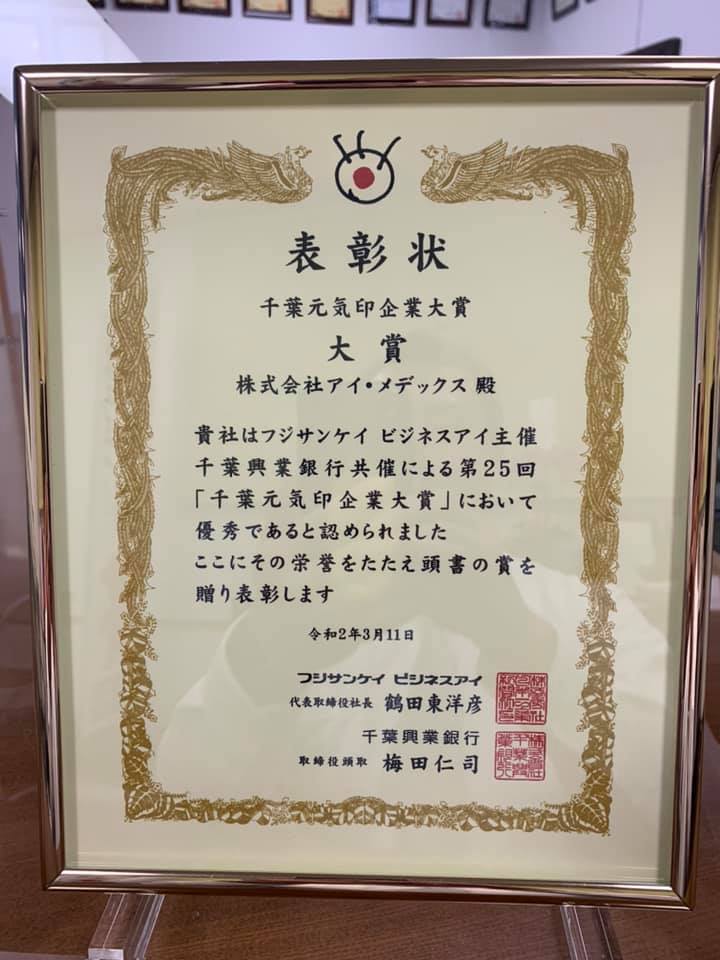 表彰状
千葉元気印企業大賞
大賞
株式会社アイ・メデックス 殿
貴社はフジサンケイ ビジネスアイ主催
千葉興業銀行共催による第25回
「千葉元気印企業大賞」において
優秀であると認められました
ここにその栄誉をたたえ頭書の賞を
贈り表彰します
令和2年3月11日
フジサンケイ ビジネスアイ
代表取締役社長 鶴田東洋彦
千葉興業銀行
取締役頭取 梅田仁司